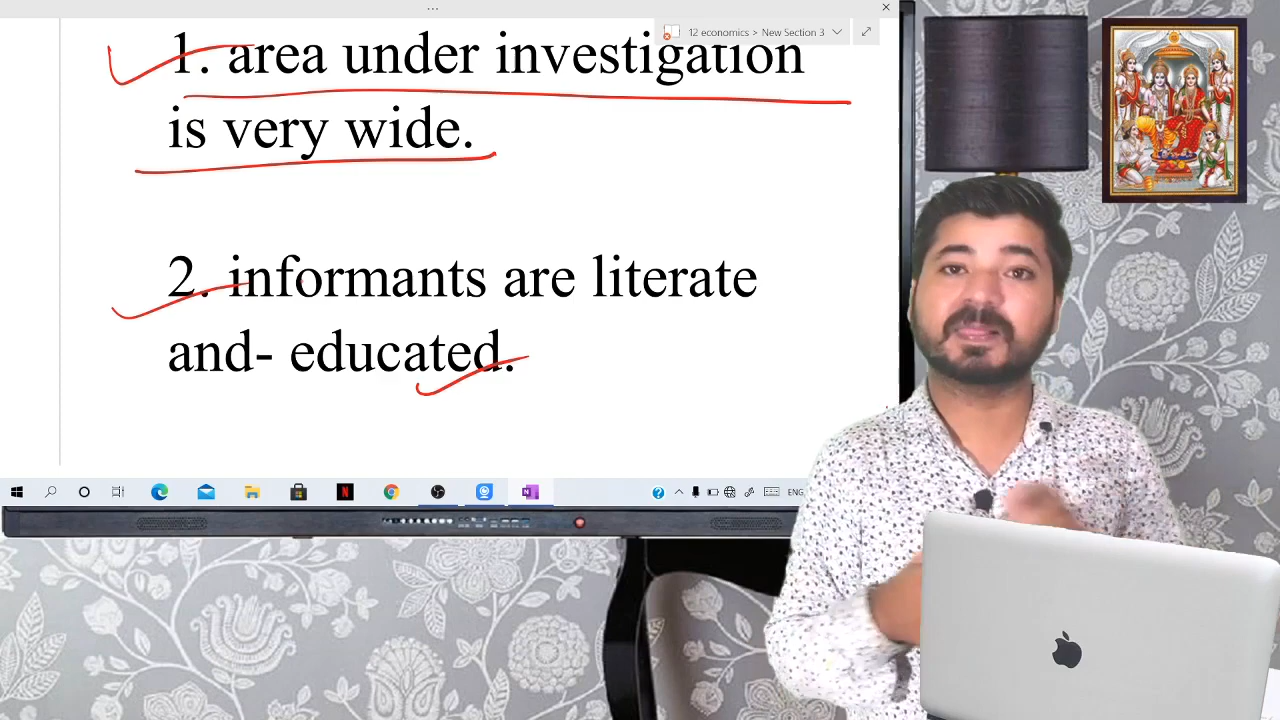 12 economics > New Section 3
1. area under investigation
is very wide.
2. informants are literate
and- educated.
ENG